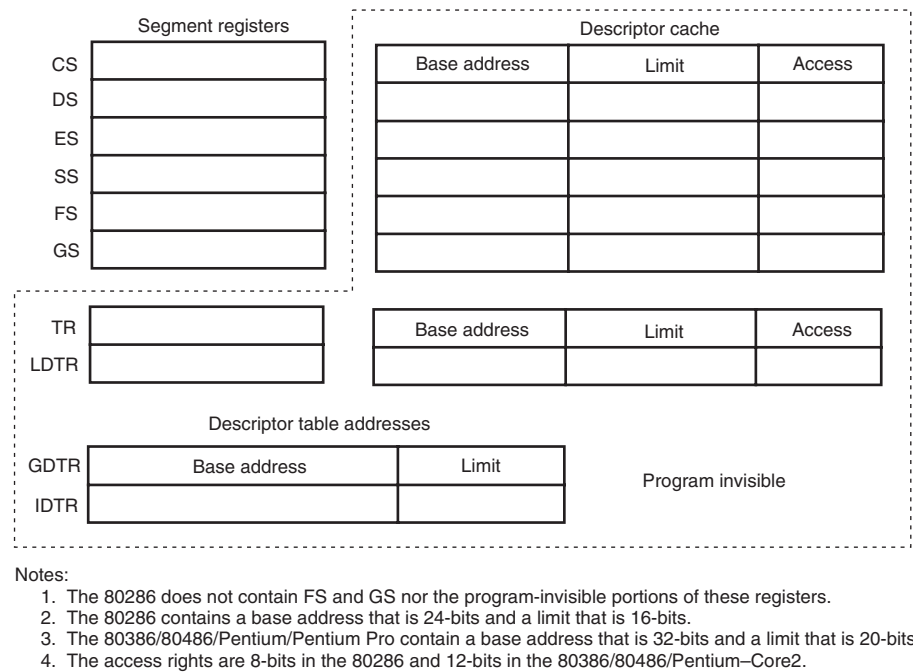 Segment registers
Descriptor cache
CS
Base address Limit Access
DS
ES
SS
FS
GS
TR
Base address Limit Access
LDTR
Descriptor table addresses
GDTR Base address Limit
Program invisible
IDTR
Notes:
1. The 80286 does not contain FS and GS nor the program-invisible portions of these registers.
2. The 80286 contains a base address that is 24-bits and a limit that is 16-bits.
3. The 80386/80486/Pentium/Pentium Pro contain a base address that is 32-bits and a limit that is 20-bits
4. The access rights are 8-bits in the 80286 and 12-bits in the 80386/80486/Pentium–Core2.